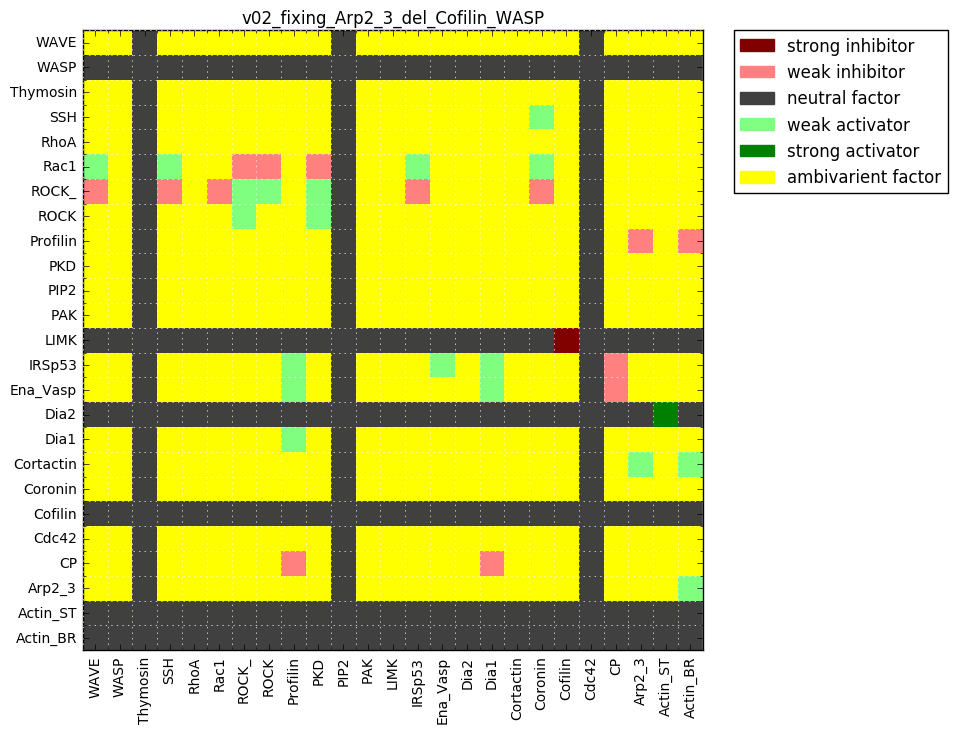 v02_fixing_Arp2_3_del_Cofilin_WASP
WAVE
WASP
Thymosin
SSH
RhoA
Rac1
ROCK_
ROCK
Profilin
PKD
PIP2
PAK
LIMK
IRSp53
Ena_Vasp
Dia2
Dia1
Cortactin
Coronin
Cofilin
Cdc42
CP
Arp2_3
Actin_ST
Actin_BR
WAVE
WASP
Thymosin
SSH
RhoA
Rac1
ROCK_
ROCK
Profilin
PKD
PIP2
PAK
LIMK
IRSp53
Ena_Vasp
Dia2
Dia1
Cortactin
Coronin
Cofilin
Cdc42
CP
Arp2_3
Actin_ST
Actin_BR
strong inhibitor
weak inhibitor
neutral factor
weak activator
strong activator
ambivarient factor